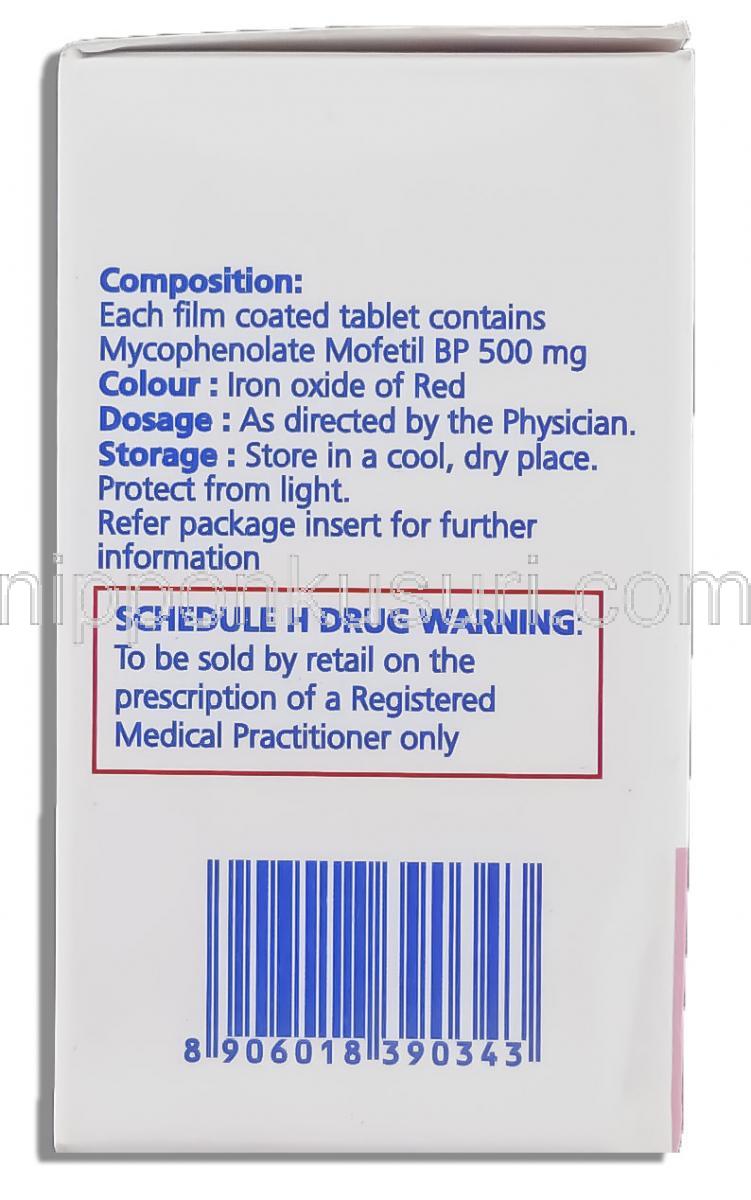 Composition:
Each film coated tablet contains
Mycophenolate Mofetil BP 500 mg
Colour : Iron oxide of Red
Dosage : As directed by the Physician.
Storage : Store in a cool, dry place.
Protect from light.
Refer package insert for further
information
nipponkusuri.com
SCHEDULE H DRUG WARNING:
To be sold by retail on the
prescription of a Registered
Medical Practitioner only
8 906018 390343